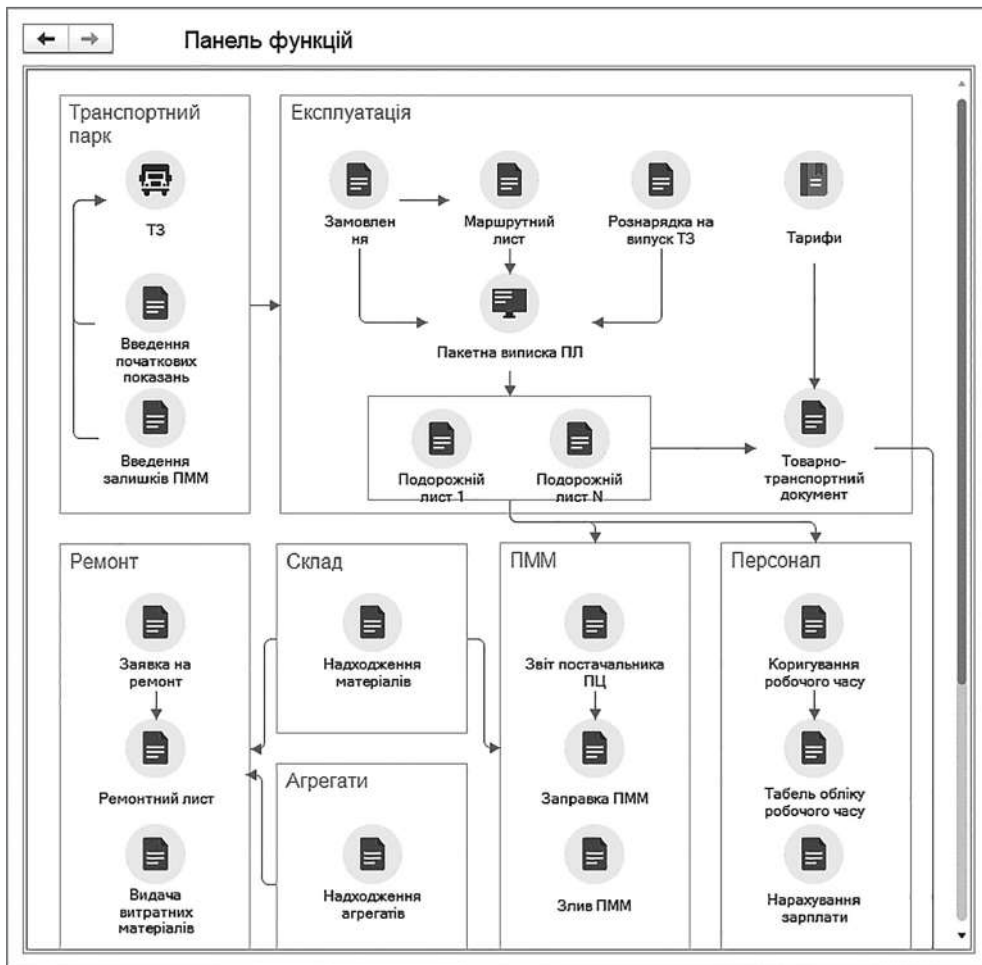 Панель функцій
Транспортний
парк
ТЗ
Введення
початкових
показань
Введення
залишків ПММ
Експлуатація
Замовлен
ня
Маршрутний
лист
Рознарядка на
випуск ТЗ
Тарифи
Пакетна виписка ПЛ
Подорожній
лист 1
Подорожній
лист N
Товарно-
транспортний
документ
Ремонт
Заявка на
ремонт
Ремонтний лист
Видача
витратних
матеріалів
Склад
Надходження
матеріалів
Агрегати
Надходження
агрегатів
ПММ
Звіт постачальника
ПЦ
Заправка ПММ
Злив ПММ
Персонал
Коригування
робочого часу
Табель обліку
робочого часу
Нарахування
зарплати